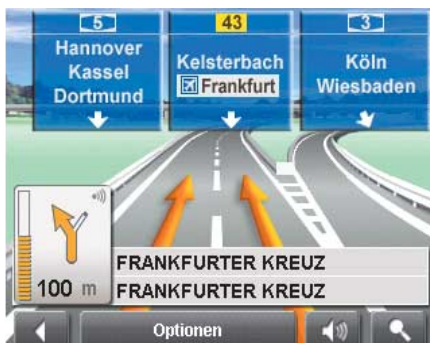 5
Hannover
Kassel
Dortmund
43
Kelsterbach
Frankfurt
3
Köln
Wiesbaden
100 m
FRANKFURTER KREUZ
FRANKFURTER KREUZ
Optionen